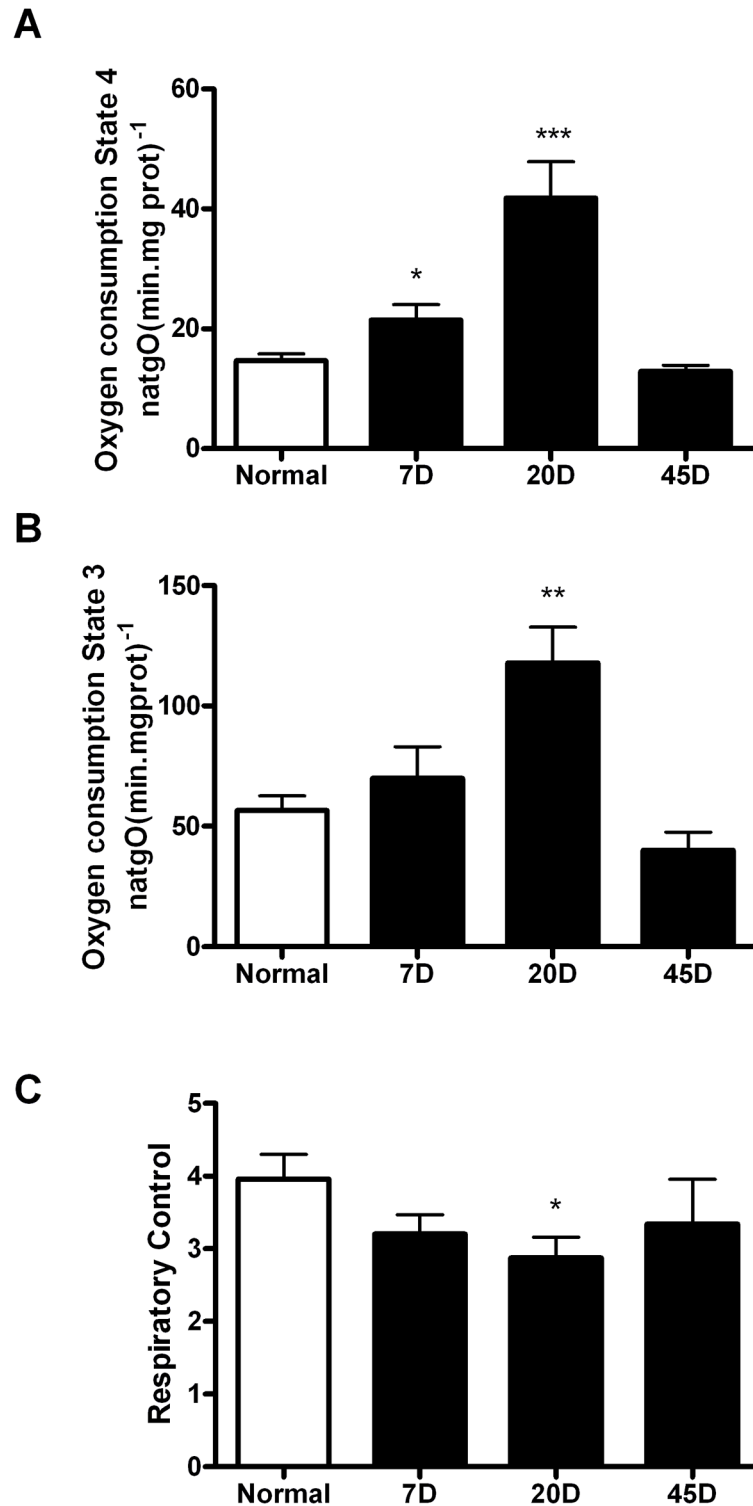 A
Oxygen consumption State 4
natgO(min.mg prot)-1
60
40
20
0
*
***
Normal 7D 20D 45D
B
Oxygen consumption State 3
natgO(min.mgprot)-1
150
100
50
0
**
Normal 7D 20D 45D
C
Respiratory Control
5
4
3
2
1
0
*
Normal 7D 20D 45D